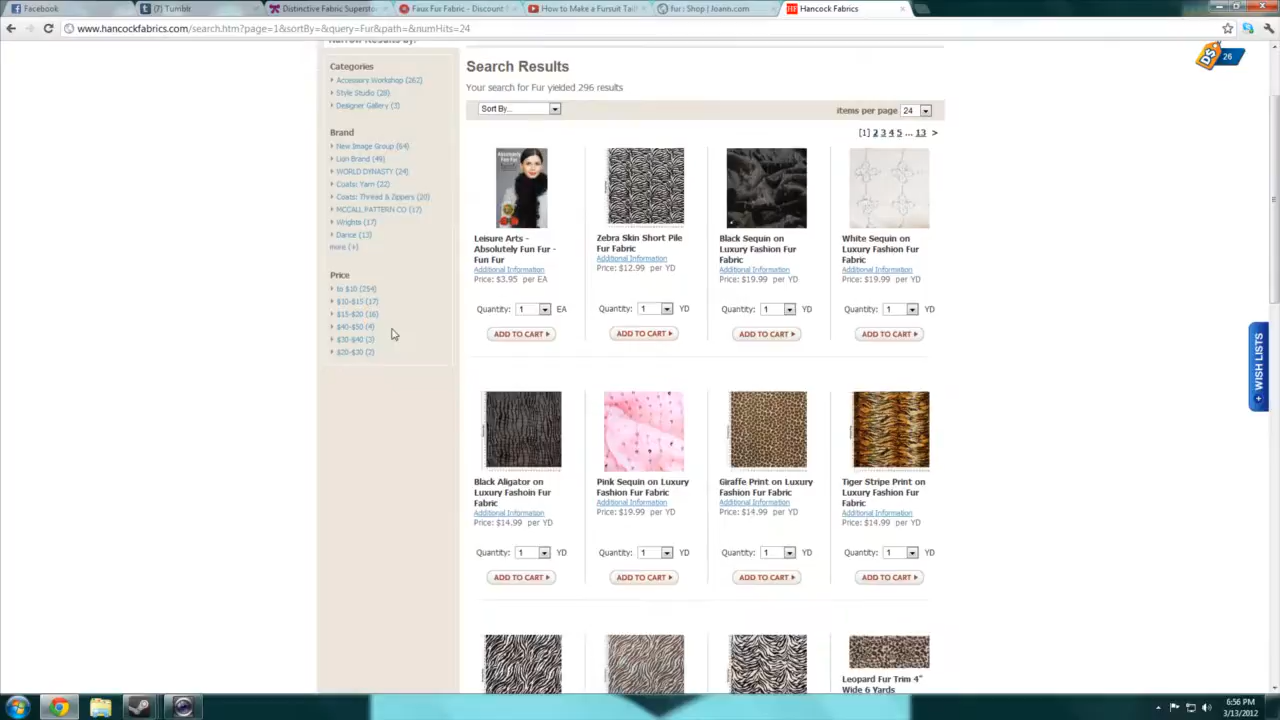 Facebook
(7) Tumblr
Distinctive Fabric Supersto
Faux Fur Fabric - Discount
How to Make a Fursuit Tail!
fur : Shop | Joann.com
Hancock Fabrics
www.hancockfabrics.com/search.htm?page=1&sortBy=&query=Fur&path=&numHits=24
26
Narrow Results By:
Categories
Accessory Workshop (262)
Style Studio (28)
Designer Gallery (3)
Brand
New Image Group (64)
Lion Brand (49)
WORLD DYNASTY (24)
Coats: Yarn (22)
Coats: Thread & Zippers (20)
MCCALL PATTERN CO (17)
Wrights (17)
Dance (13)
more (+)
Price
to $10 (254)
$10-$15 (17)
$15-$20 (16)
$40-$50 (4)
$30-$40 (3)
$20-$30 (2)
Search Results
Your search for Fur yielded 296 results
Sort By...
items per page 24
[1] 2 3 4 5 ... 13 >
Leisure Arts -
Absolutely Fun Fur -
Fun Fur
Additional Information
Price: $3.95 per EA
Quantity: 1 EA
ADD TO CART
Zebra Skin Short Pile
Fur Fabric
Additional Information
Price: $12.99 per YD
Quantity: 1 YD
ADD TO CART
Black Sequin on
Luxury Fashion Fur
Fabric
Additional Information
Price: $19.99 per YD
Quantity: 1 YD
ADD TO CART
White Sequin on
Luxury Fashion Fur
Fabric
Additional Information
Price: $19.99 per YD
Quantity: 1 YD
ADD TO CART
Black Aligator on
Luxury Fashoin Fur
Fabric
Additional Information
Price: $14.99 per YD
Quantity: 1 YD
ADD TO CART
Pink Sequin on Luxury
Fashion Fur Fabric
Additional Information
Price: $19.99 per YD
Quantity: 1 YD
ADD TO CART
Giraffe Print on Luxury
Fashion Fur Fabric
Additional Information
Price: $14.99 per YD
Quantity: 1 YD
ADD TO CART
Tiger Stripe Print on
Luxury Fashion Fur
Fabric
Additional Information
Price: $14.99 per YD
Quantity: 1 YD
ADD TO CART
Leopard Fur Trim 4"
Wide 6 Yards
WISH LISTS
6:56 PM
3/13/2012